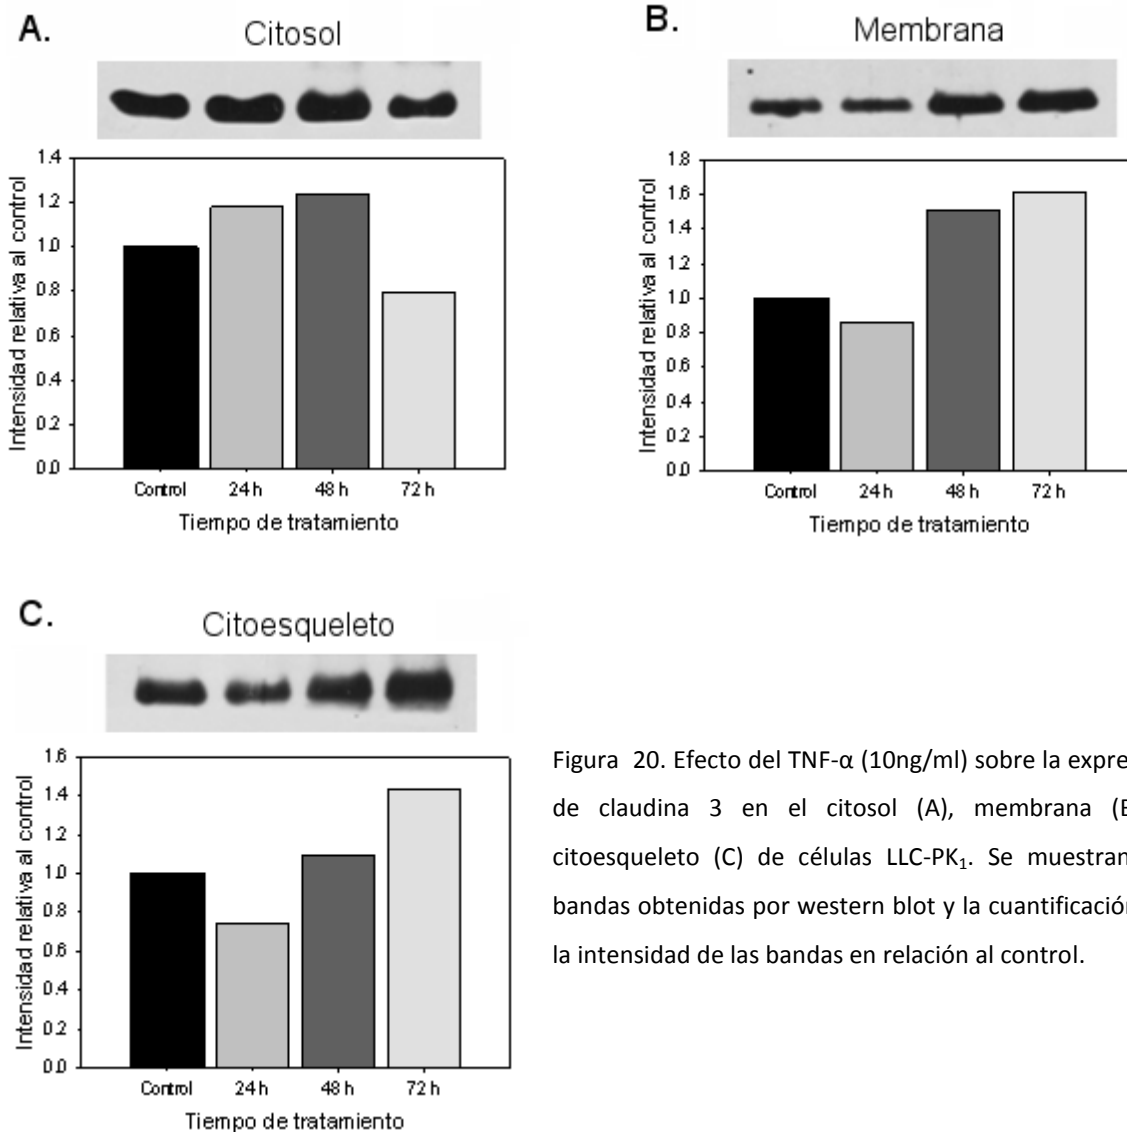 A.
Citosol
Intensidad relativa al control
1.4
1.2
1.0
0.8
0.6
0.4
0.2
0.0
Control 24 h 48 h 72 h
Tiempo de tratamiento
B.
Membrana
Intensidad relativa al control
1.8
1.6
1.4
1.2
1.0
0.8
0.6
0.4
0.2
0.0
Control 24 h 48 h 72 h
Tiempo de tratamiento
C.
Citoesqueleto
Intensidad relativa al control
1.6
1.4
1.2
1.0
0.8
0.6
0.4
0.2
0.0
Control 24 h 48 h 72 h
Tiempo de tratamiento
Figura 20. Efecto del TNF-α (10ng/ml) sobre la expre
de claudina 3 en el citosol (A), membrana (
citoesqueleto (C) de células LLC-PK₁. Se muestran
bandas obtenidas por western blot y la cuantificación
la intensidad de las bandas en relación al control.